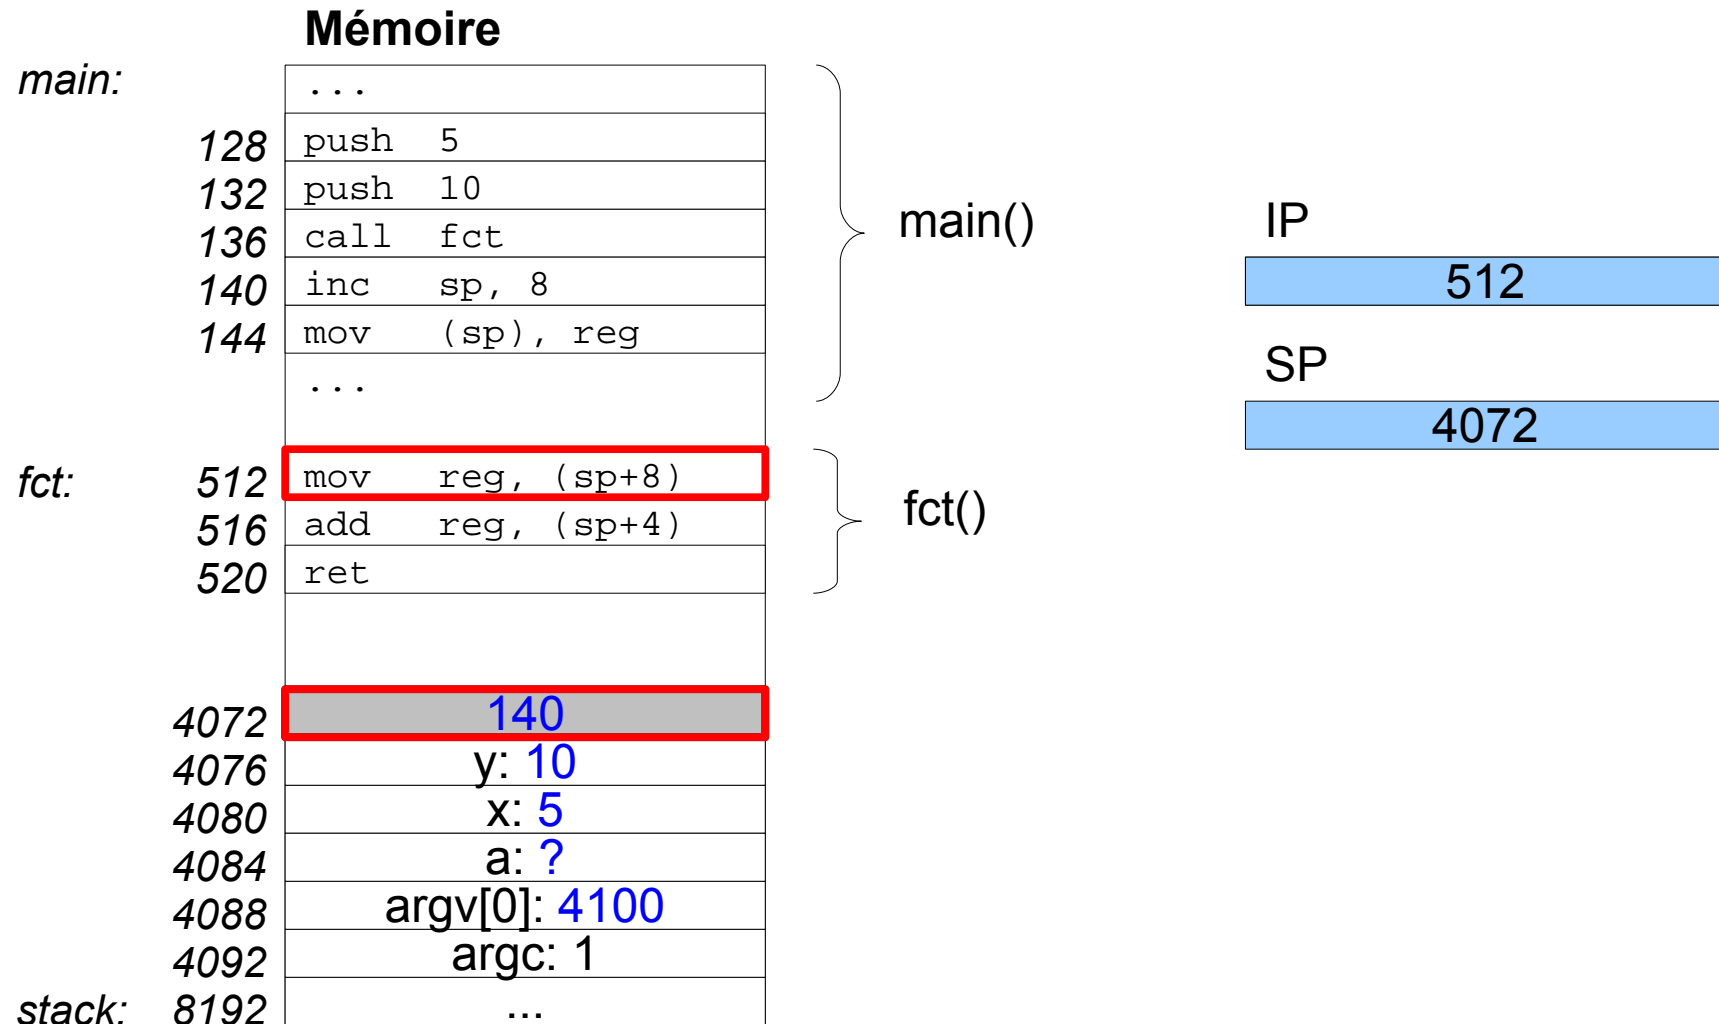 Mémoire
main:
...
128 push 5
132 push 10
136 call fct
140 inc sp, 8
144 mov (sp), reg
...
main()
IP
512
SP
4072
fct: 512 mov reg, (sp+8)
516 add reg, (sp+4)
520 ret
fct()
4072 140
4076 y: 10
4080 x: 5
4084 a: ?
4088 argv[0]: 4100
4092 argc: 1
stack: 8192 ...